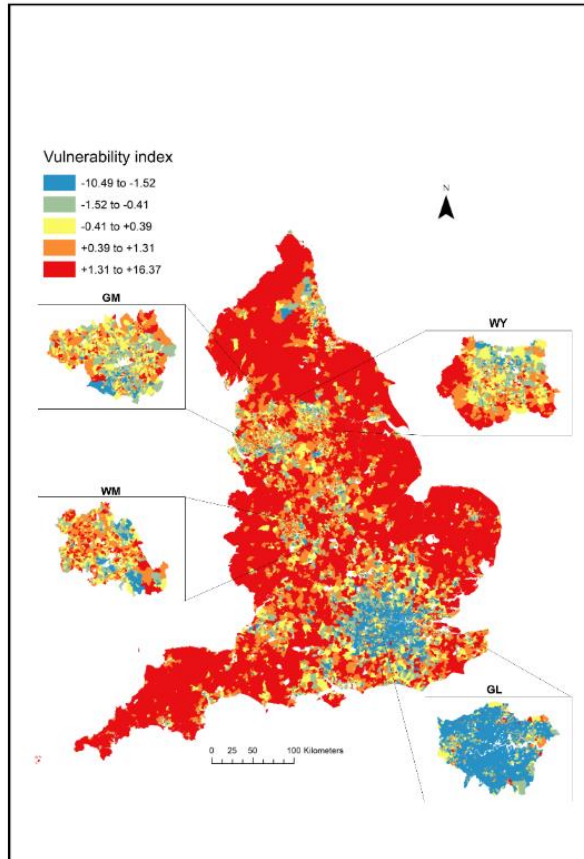 Vulnerability index
-10.49 to -1.52
-1.52 to -0.41
-0.41 to +0.39
+0.39 to +1.31
+1.31 to +16.37
N
GM
WY
WM
GL
0 25 50 100 Kilometers